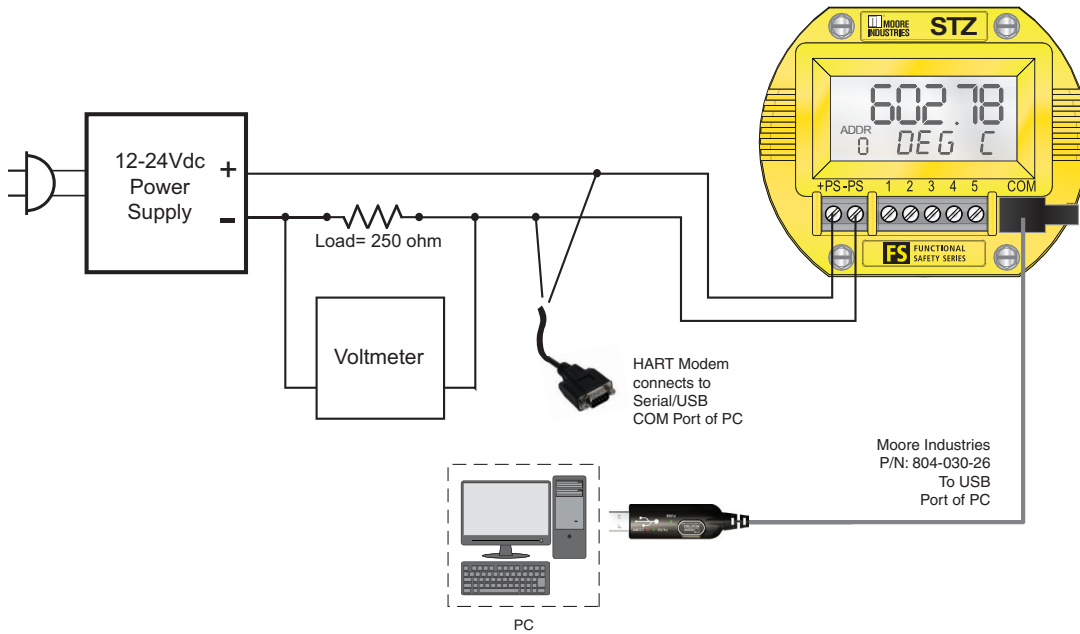 MOORE
INDUSTRIES
STZ
602.78
ADDR
0 DEG C
+PS -PS 1 2 3 4 5 COM
FS FUNCTIONAL
SAFETY SERIES
12-24Vdc
Power
Supply
+
–
Load= 250 ohm
Voltmeter
HART Modem
connects to
Serial/USB
COM Port of PC
Moore Industries
P/N: 804-030-26
To USB
Port of PC
PC